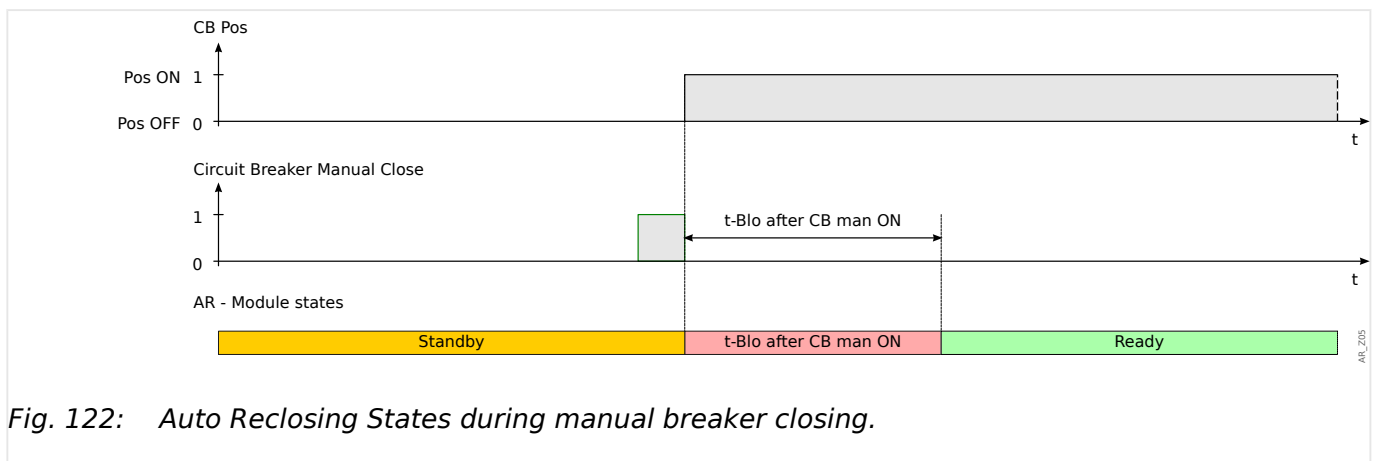 CB Pos
Pos ON 1
Pos OFF 0
t
Circuit Breaker Manual Close
1
t-Blo after CB man ON
0
t
AR - Module states
Standby t-Blo after CB man ON Ready
AR_Z05
Fig. 122: Auto Reclosing States during manual breaker closing.